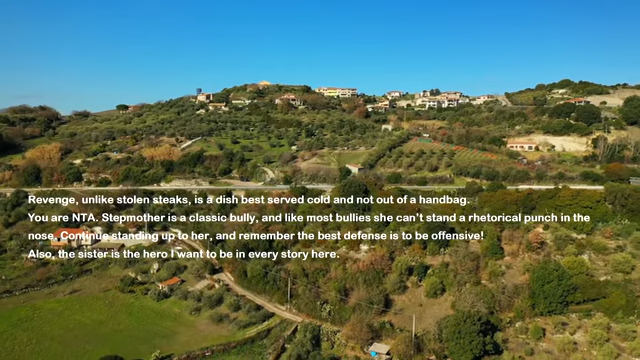 Revenge, unlike stolen steaks, is a dish best served cold and not out of a handbag.
You are NTA. Stepmother is a classic bully, and like most bullies she can't stand a rhetorical punch in the
nose. Continue standing up to her, and remember the best defense is to be offensive!
Also, the sister is the hero I want to be in every story here.